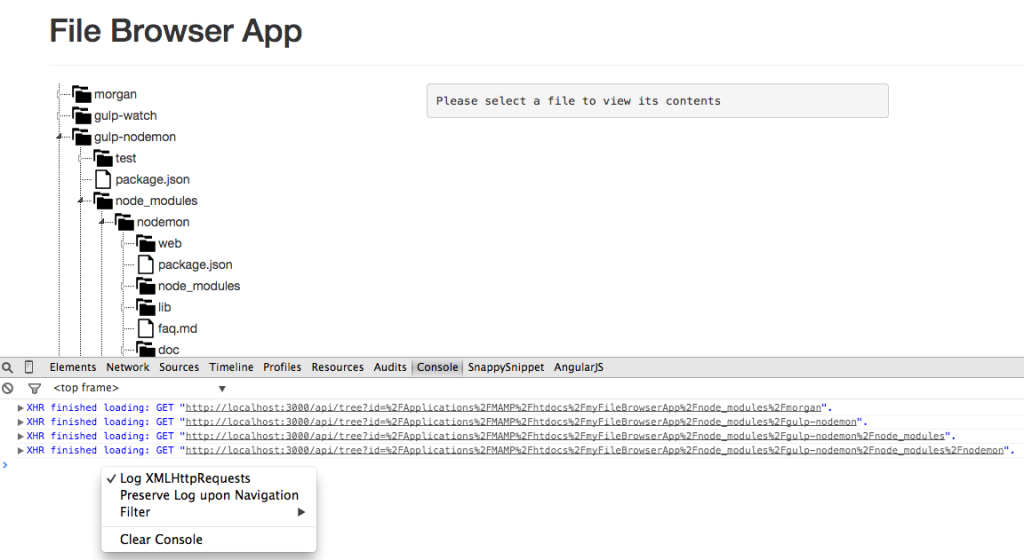 File Browser App
morgan
gulp-watch
gulp-nodemon
test
package.json
node_modules
nodemon
web
package.json
node_modules
lib
faq.md
doc
Please select a file to view its contents
Elements Network Sources Timeline Profiles Resources Audits Console SnappySnippet AngularJS
<top frame>
XHR finished loading: GET "http://localhost:3000/api/tree?id=%2FApplications%2FMAMP%2Fhtdocs%2FmyFileBrowserApp%2Fnode_modules%2Fmorgan".
XHR finished loading: GET "http://localhost:3000/api/tree?id=%2FApplications%2FMAMP%2Fhtdocs%2FmyFileBrowserApp%2Fnode_modules%2Fgulp-nodemon".
XHR finished loading: GET "http://localhost:3000/api/tree?id=%2FApplications%2FMAMP%2Fhtdocs%2FmyFileBrowserApp%2Fnode_modules%2Fgulp-nodemon%2Fnode_modules".
XHR finished loading: GET "http://localhost:3000/api/tree?id=%2FApplications%2FMAMP%2Fhtdocs%2FmyFileBrowserApp%2Fnode_modules%2Fgulp-nodemon%2Fnode_modules%2Fnodemon".
Log XMLHttpRequests
Preserve Log upon Navigation
Filter
Clear Console